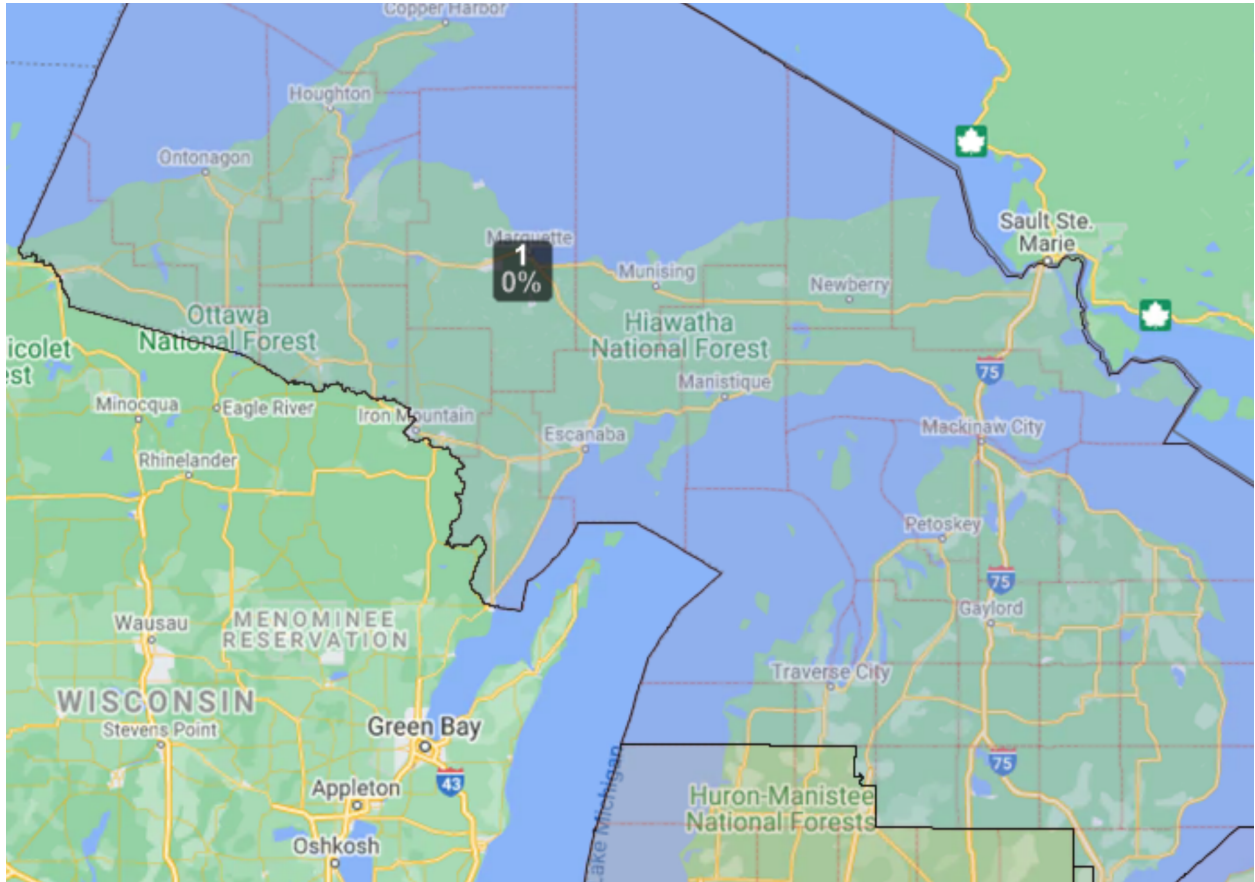 Copper Harbor
Houghton
Ontonagon
Sault Ste.
Marie
Marquette
1
0%
Munising
Newberry
Ottawa
National Forest
Hiawatha
National Forest
icolet
est
75
Manistique
Minocqua
Eagle River
Iron Mountain
Escanaba
Mackinaw City
Rhinelander
Petoskey
75
Gaylord
MENOMINEE
RESERVATION
Wausau
Traverse City
WISCONSIN
Stevens Point
Green Bay
75
43
Appleton
Lake Michigan
Huron-Manistee
National Forests
Oshkosh